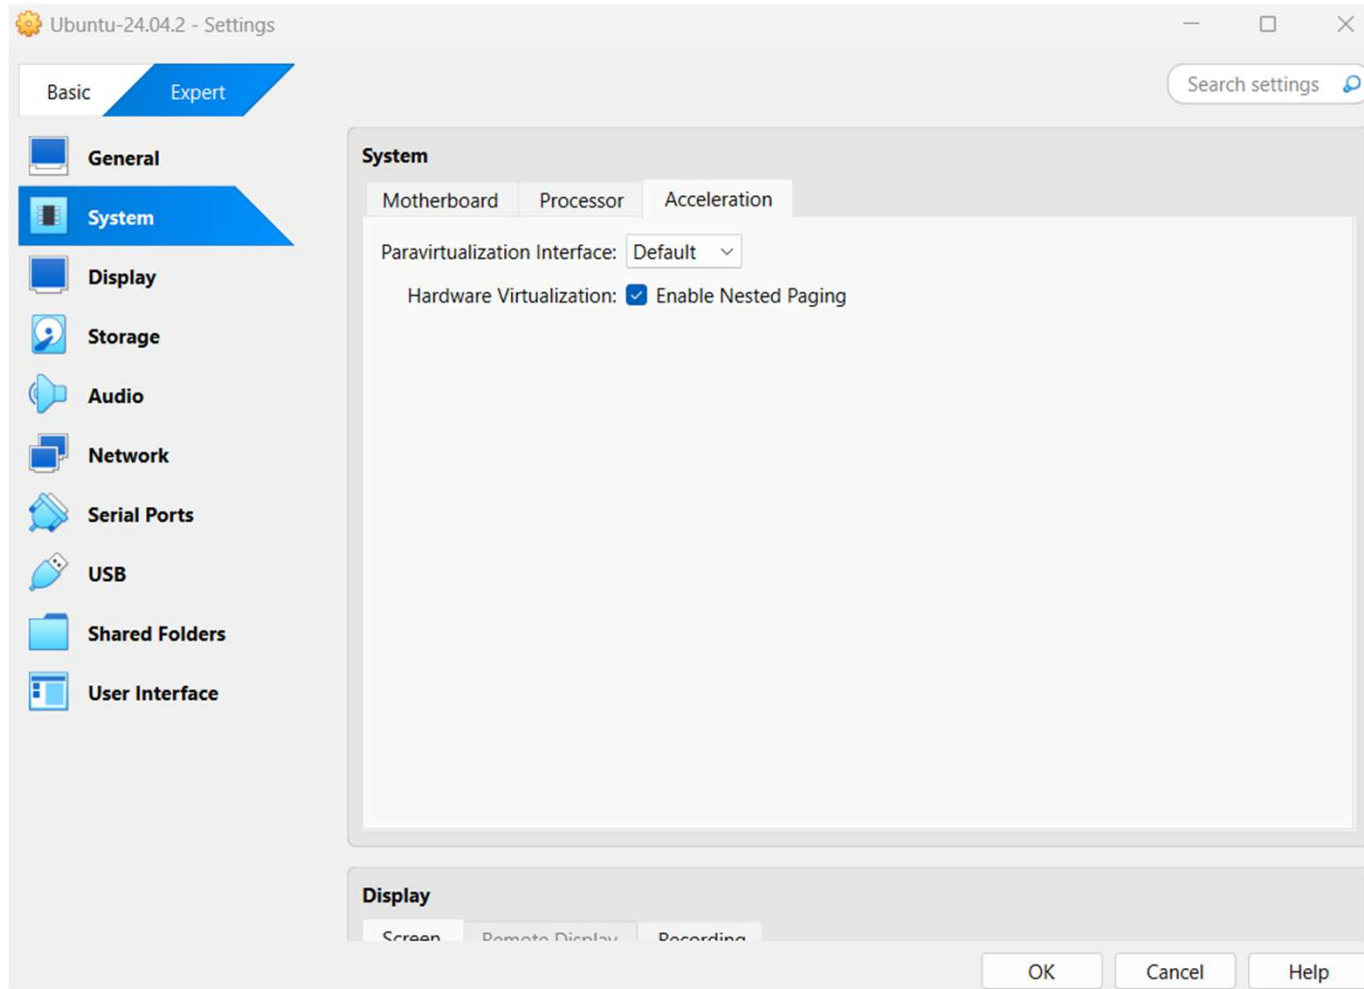 Ubuntu-24.04.2 - Settings
Basic
Expert
Search settings
General
System
Display
Storage
Audio
Network
Serial Ports
USB
Shared Folders
User Interface
System
Motherboard Processor Acceleration
Paravirtualization Interface: Default
Hardware Virtualization: Enable Nested Paging
Display
Screen Remote Display Recording
OK Cancel Help